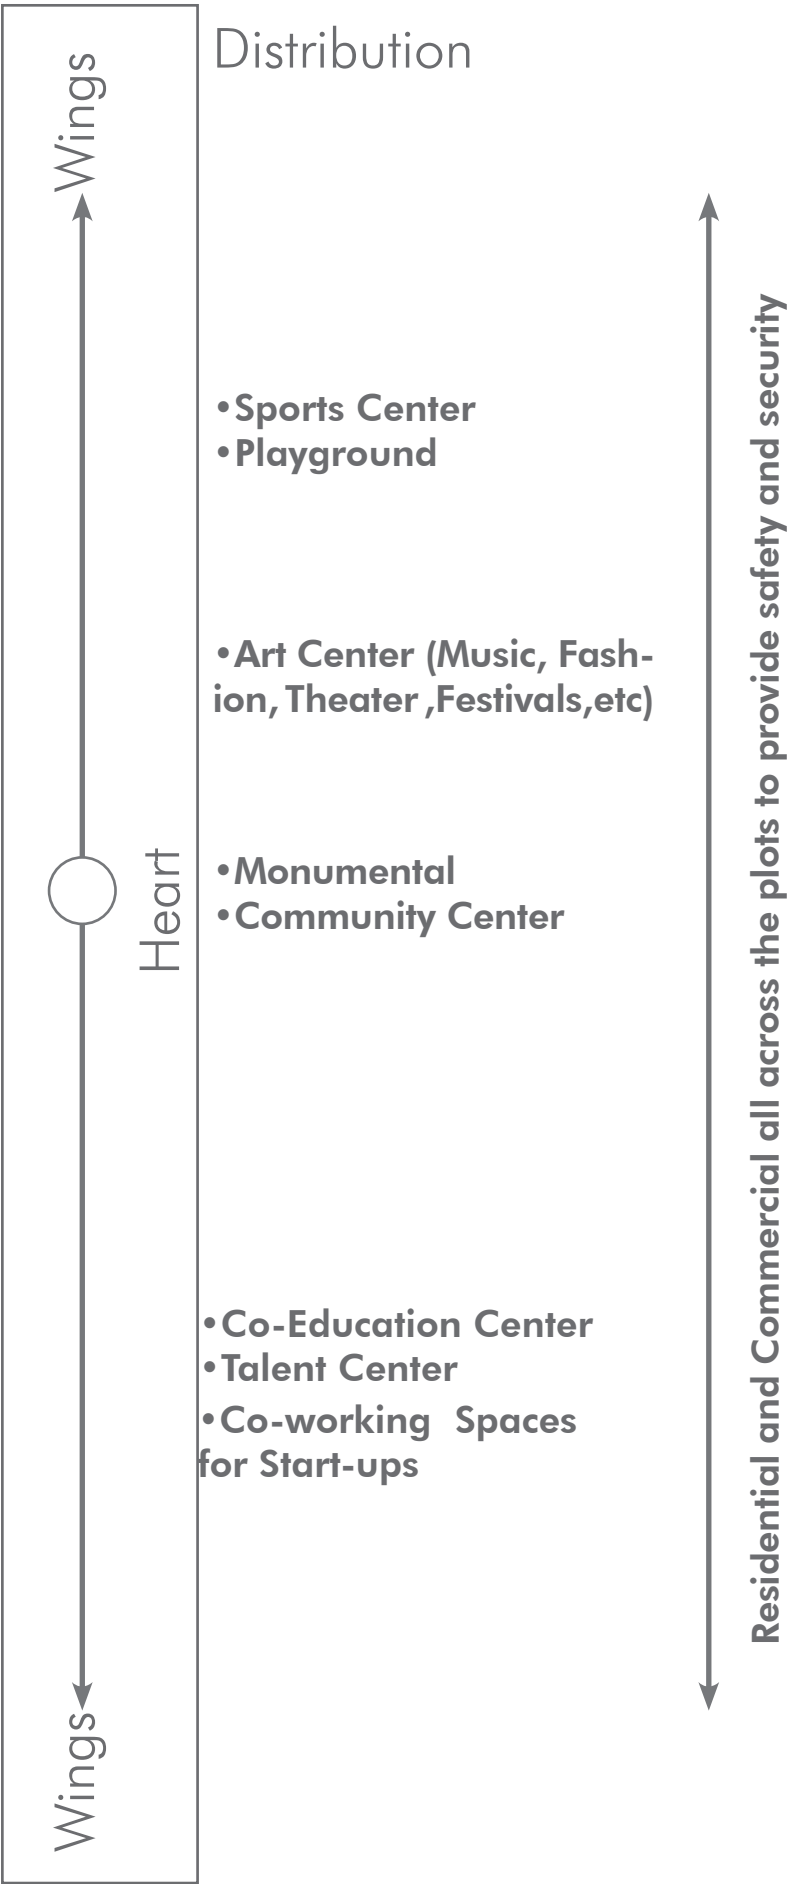 Wings
Distribution
•Sports Center
•Playground
•Art Center (Music, Fash-
ion, Theater ,Festivals,etc)
Heart
•Monumental
•Community Center
•Co-Education Center
•Talent Center
•Co-working Spaces
for Start-ups
Wings
Residential and Commercial all across the plots to provide safety and security